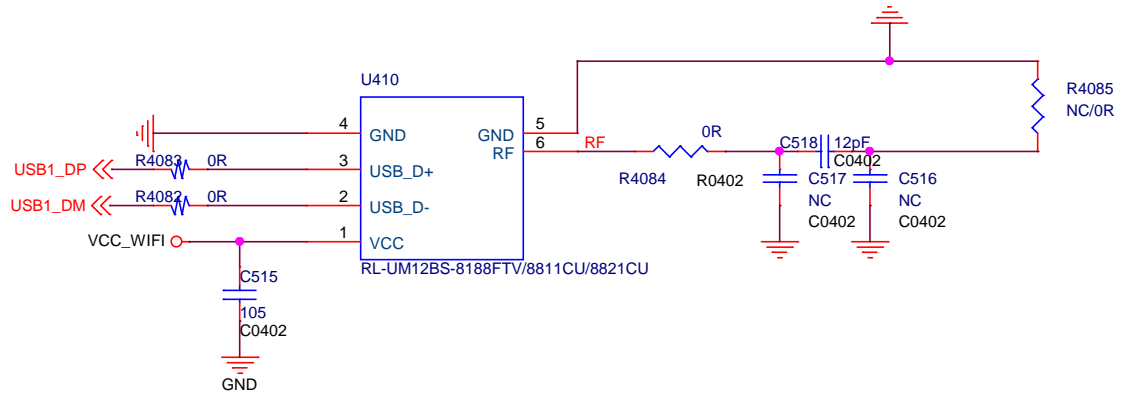 U410
4
GND
GND
5
RF
6
RF
R4083
0R
3
USB_D+
USB1_DP
R4082
0R
2
USB_D-
USB1_DM
VCC_WIFI
1
VCC
RL-UM12BS-8188FTV/8811CU/8821CU
C515
105
C0402
GND
0R
R4084
R0402
C518
12pF
C0402
C517
NC
C0402
C516
NC
C0402
R4085
NC/0R